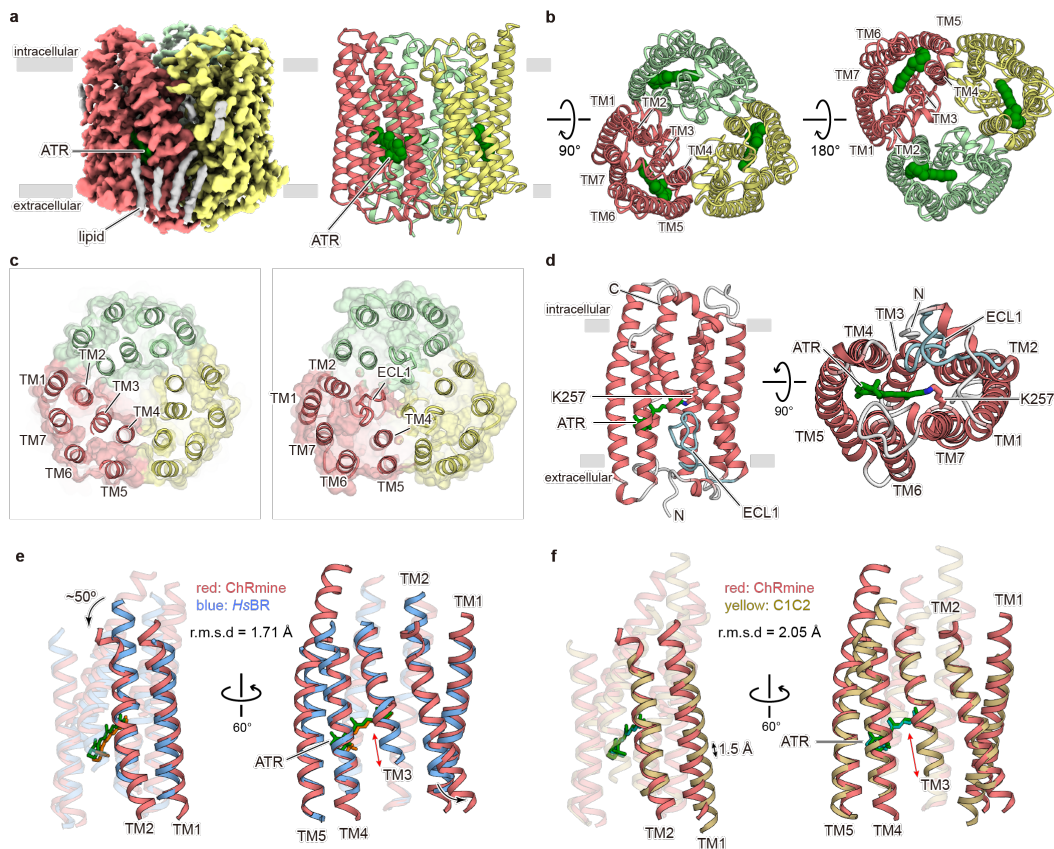 a
intracellular
ATR
extracellular
lipid
ATR
b
90°
TM1
TM2
TM3
TM4
TM7
TM6
TM5
180°
TM5
TM6
TM7
TM4
TM3
TM1
TM2
c
TM2
TM1
TM3
TM4
TM7
TM6
TM5
TM2
ECL1
TM1
TM4
TM7
TM6
TM5
d
C
intracellular
K257
ATR
extracellular
N
ECL1
90°
N
TM3
ECL1
TM4
TM2
ATR
K257
TM5
TM1
TM7
TM6
e
~50°
red: ChRmine
blue: HsBR
r.m.s.d = 1.71 Å
TM2
TM1
60°
ATR
TM3
TM2
TM1
TM5
TM4
f
red: ChRmine
yellow: C1C2
r.m.s.d = 2.05 Å
TM2
TM1
60°
ATR
1.5 Å
TM3
TM2
TM1
TM5
TM4